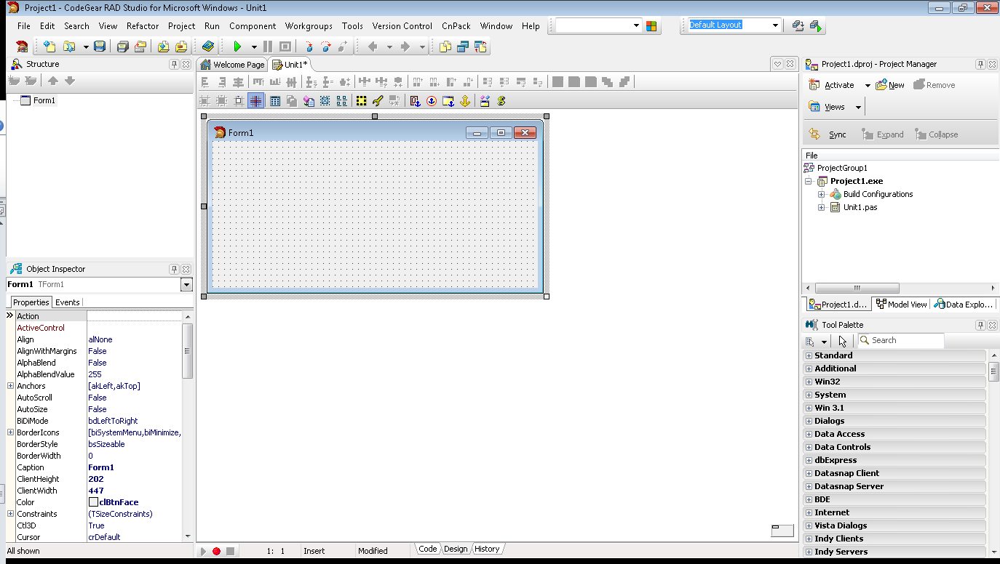 Project1 - CodeGear RAD Studio for Microsoft Windows - Unit1
File Edit Search View Refactor Project Run Component Workgroups Tools Version Control CnPack Window Help
Default Layout
Structure
Form1
Welcome Page
Unit1*
Form1
Object Inspector
Form1 TForm1
Properties Events
Action
ActiveControl
Align alNone
AlignWithMargins False
AlphaBlend False
AlphaBlendValue 255
Anchors [akLeft,akTop]
AutoScroll False
AutoSize False
BiDiMode bdLeftToRight
BorderIcons [biSystemMenu,biMinimize,
BorderStyle bsSizeable
BorderWidth 0
Caption Form1
ClientHeight 202
ClientWidth 447
Color clBtnFace
Constraints (TSizeConstraints)
Ctl3D True
Cursor crDefault
All shown
1: 1 Insert Modified
Code Design History
Project1.dproj - Project Manager
Activate New Remove
Views
Sync Expand Collapse
File
ProjectGroup1
Project1.exe
Build Configurations
Unit1.pas
Project1.d... Model View Data Explo...
Tool Palette
Search
Standard
Additional
Win32
System
Win 3.1
Dialogs
Data Access
Data Controls
dbExpress
Datasnap Client
Datasnap Server
BDE
Internet
Vista Dialogs
Indy Clients
Indy Servers